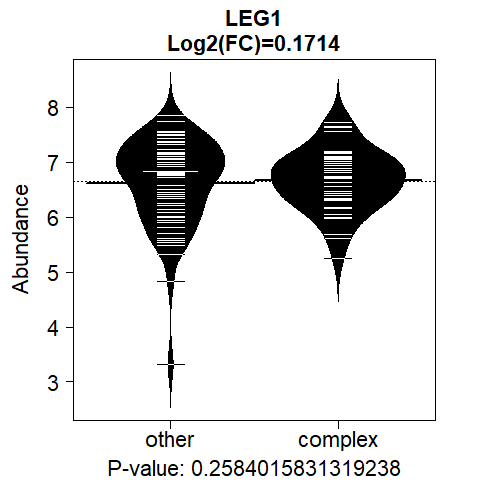 LEG1
Log2(FC)=0.1714
Abundance
8
7
6
5
4
3
other complex
P-value: 0.2584015831319238